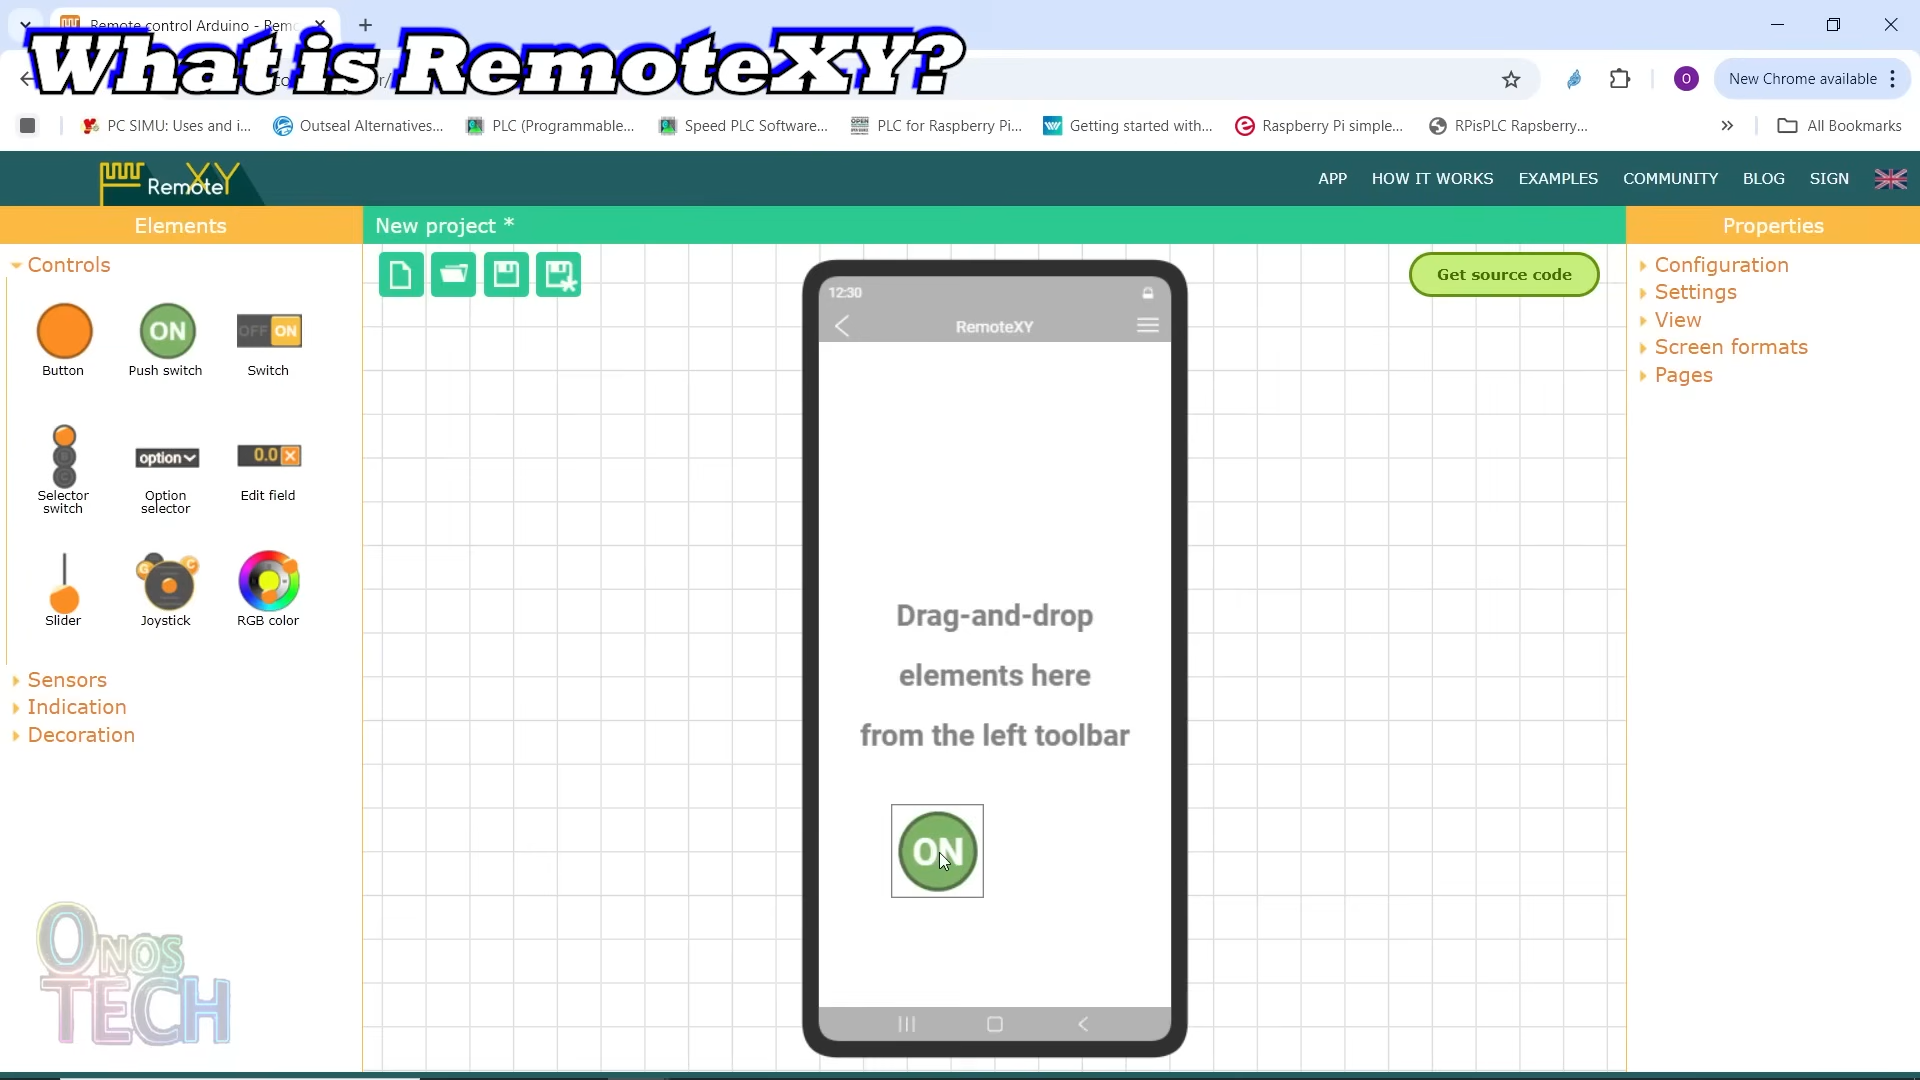 Remote control Arduino - Remo
What is RemoteXY?
New Chrome available
PC SIMU: Uses and i...
Outseal Alternatives...
PLC (Programmable...
Speed PLC Software...
PLC for Raspberry Pi...
Getting started with...
Raspberry Pi simple...
RPisPLC Rapsberry...
All Bookmarks
RemoteXY
APP
HOW IT WORKS
EXAMPLES
COMMUNITY
BLOG
SIGN
Elements
New project *
Properties
Controls
Button
ON
Push switch
OFF ON
Switch
Selector
switch
option
Option
selector
0.0
Edit field
Slider
G C
Joystick
RGB color
Sensors
Indication
Decoration
Get source code
12:30
RemoteXY
Drag-and-drop
elements here
from the left toolbar
ON
Configuration
Settings
View
Screen formats
Pages
ONOS
TECH